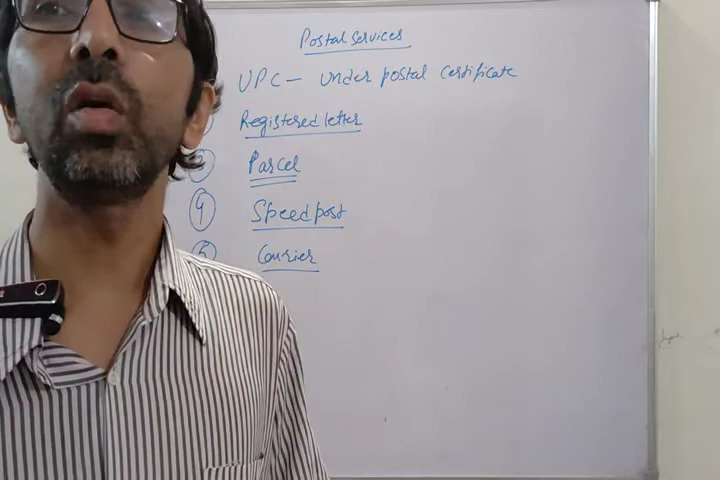 Postal services
UPC - under postal certificate
Registered letter
Parcel
4 Speed post
5 Courier